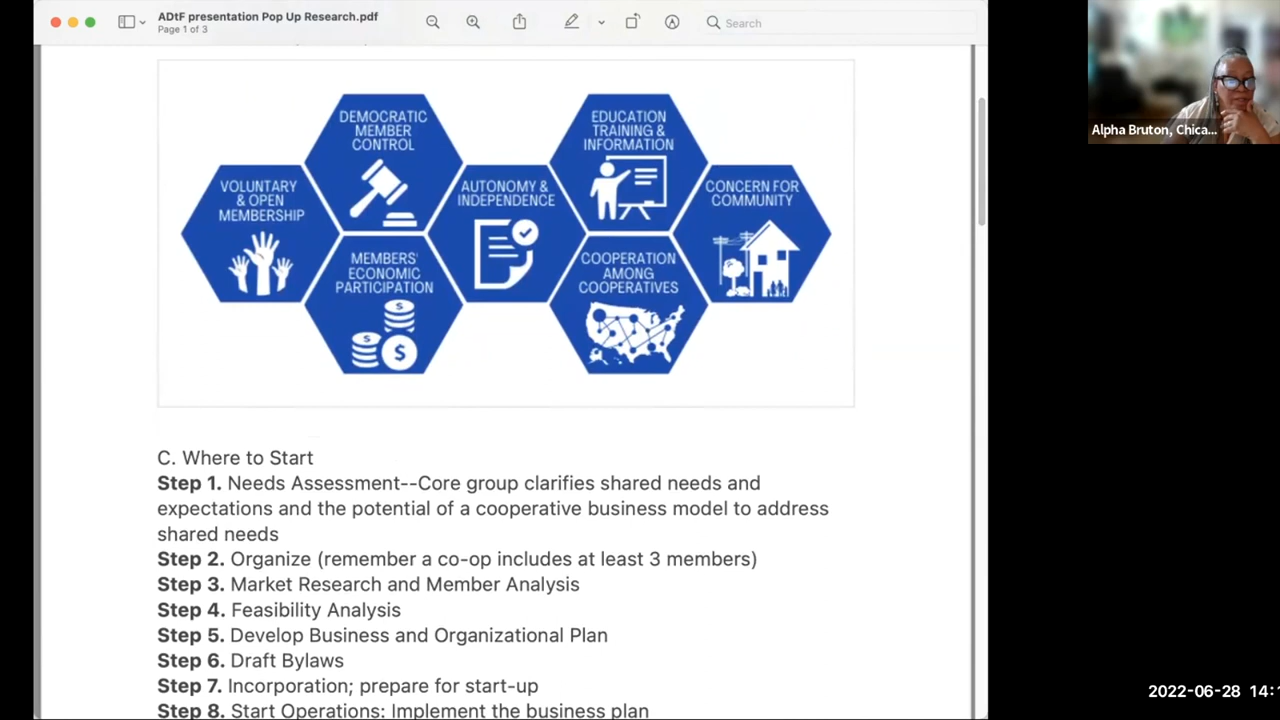 ADtF presentation Pop Up Research.pdf
Page 1 of 3
Search
DEMOCRATIC
MEMBER
CONTROL
EDUCATION
TRAINING &
INFORMATION
VOLUNTARY
& OPEN
MEMBERSHIP
AUTONOMY &
INDEPENDENCE
CONCERN FOR
COMMUNITY
MEMBERS'
ECONOMIC
PARTICIPATION
COOPERATION
AMONG
COOPERATIVES
$
$
$
C. Where to Start
Step 1. Needs Assessment--Core group clarifies shared needs and
expectations and the potential of a cooperative business model to address
shared needs
Step 2. Organize (remember a co-op includes at least 3 members)
Step 3. Market Research and Member Analysis
Step 4. Feasibility Analysis
Step 5. Develop Business and Organizational Plan
Step 6. Draft Bylaws
Step 7. Incorporation; prepare for start-up
Step 8. Start Operations: Implement the business plan
Alpha Bruton, Chica...
2022-06-28 14:1